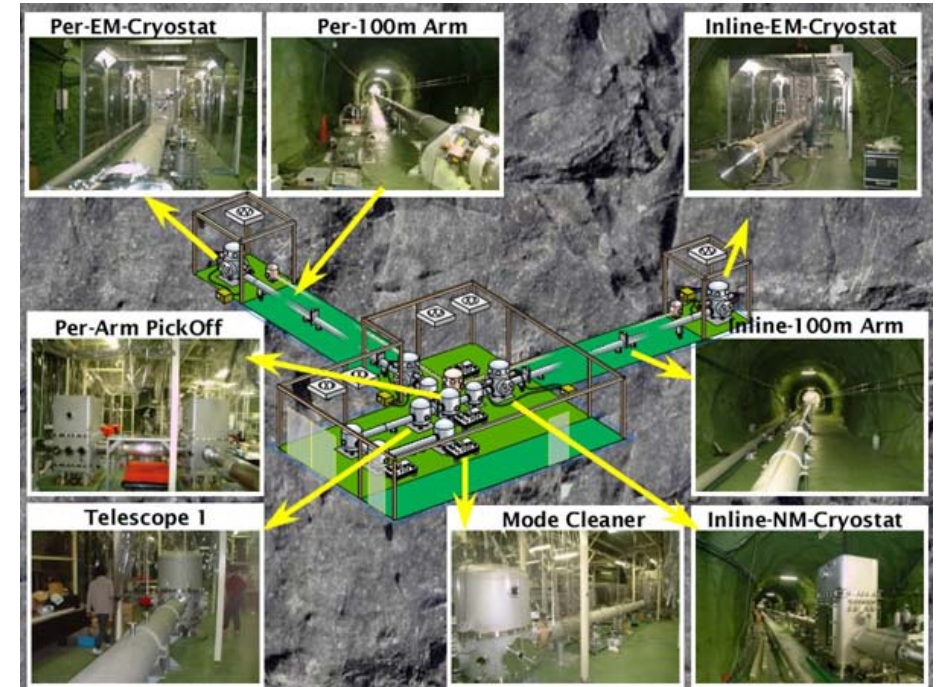 Per-EM-Cryostat
Per-100m Arm
Inline-EM-Cryostat
Per-Arm PickOff
Inline-100m Arm
Telescope 1
Mode Cleaner
Inline-NM-Cryostat